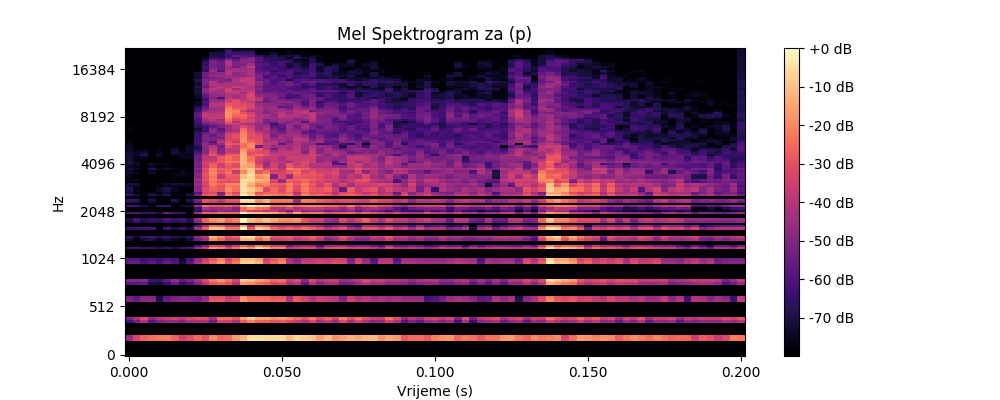 Mel Spektrogram za (p)
Hz
16384
8192
4096
2048
1024
512
0
0.000 0.050 0.100 0.150 0.200
Vrijeme (s)
+0 dB
-10 dB
-20 dB
-30 dB
-40 dB
-50 dB
-60 dB
-70 dB